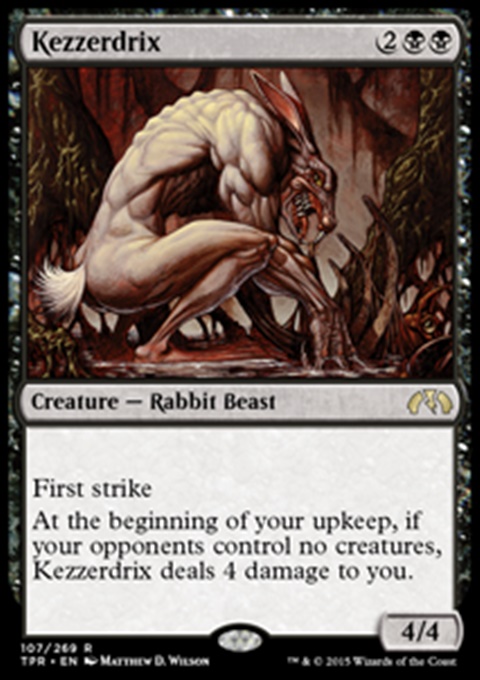 Kezzerdrix 2
Creature — Rabbit Beast
First strike
At the beginning of your upkeep, if
your opponents control no creatures,
Kezzerdrix deals 4 damage to you.
4/4
107/269 R
TPR • EN Matthew D. Wilson ™ & © 2015 Wizards of the Coast